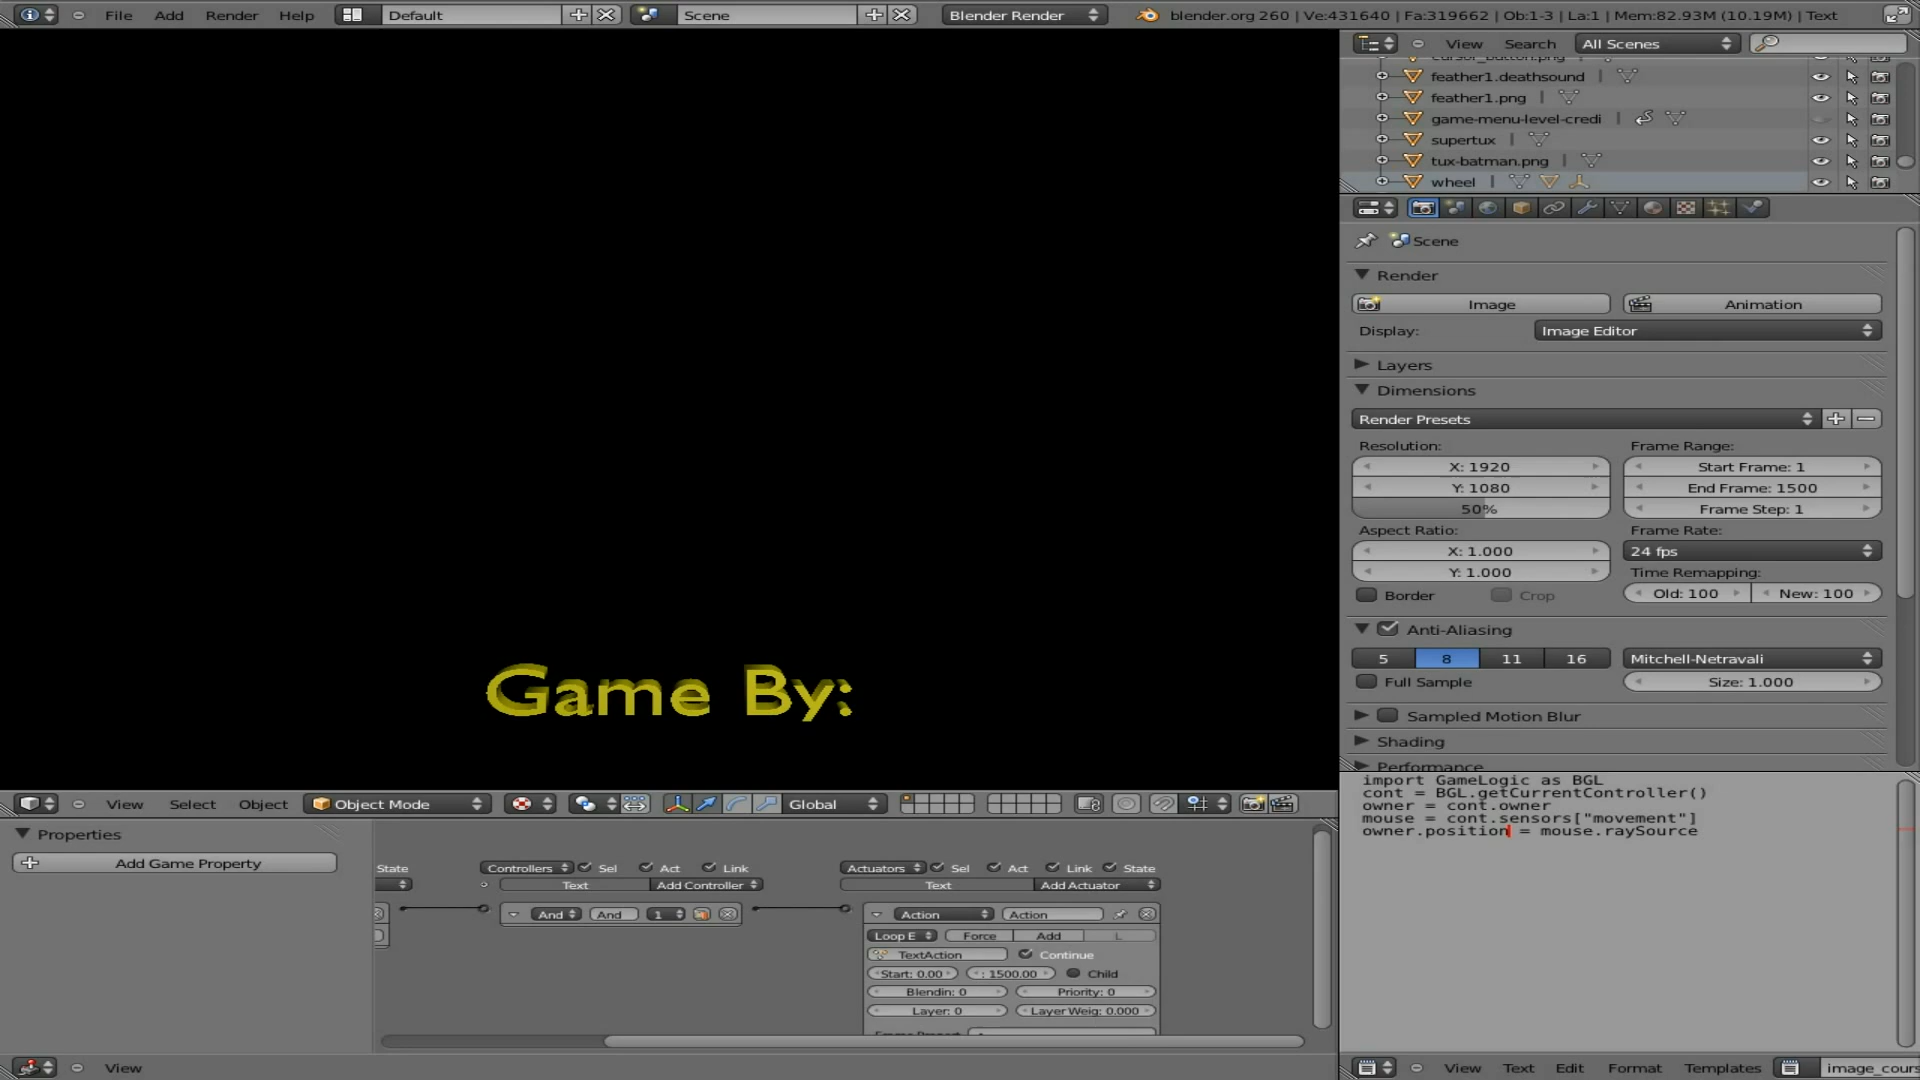 File Add Render Help Default Scene Blender Render blender.org 260 | Ve:431640 | Fa:319662 | Ob:1-3 | La:1 | Mem:82.93M (10.19M) | Text
View Search All Scenes
cursor_button.png
feather1.deathsound
feather1.png
game-menu-level-credi
supertux
tux-batman.png
wheel
Scene
Render
Image Animation
Display: Image Editor
Layers
Dimensions
Render Presets
Resolution: Frame Range:
X: 1920 Start Frame: 1
Y: 1080 End Frame: 1500
50% Frame Step: 1
Aspect Ratio: Frame Rate:
X: 1.000 24 fps
Y: 1.000 Time Remapping:
Border Crop Old: 100 New: 100
Anti-Aliasing
5 8 11 16 Mitchell-Netravali
Full Sample Size: 1.000
Sampled Motion Blur
Shading
Performance
Game By:
View Select Object Object Mode Global
Properties
Add Game Property
State Controllers Sel Act Link Actuators Sel Act Link State
Text Add Controller Text Add Actuator
And And 1 Action Action
Loop E Force Add L
TextAction Continue
Start: 0.00 : 1500.00 Child
Blendin: 0 Priority: 0
Layer: 0 Layer Weig: 0.000
View
import GameLogic as BGL
cont = BGL.getCurrentController()
owner = cont.owner
mouse = cont.sensors["movement"]
owner.position = mouse.raySource
View Text Edit Format Templates image_cours